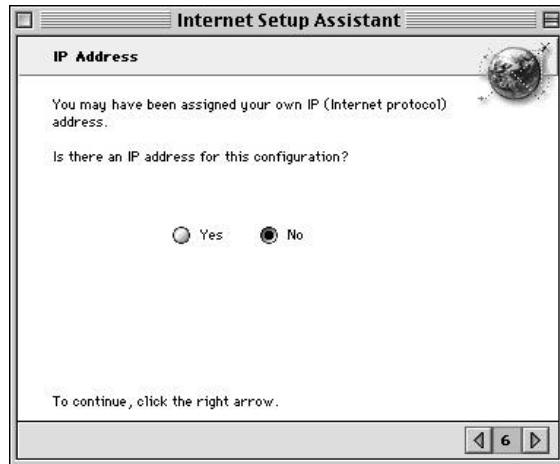 Internet Setup Assistant
IP Address
You may have been assigned your own IP (Internet protocol)
address.
Is there an IP address for this configuration?
Yes No
To continue, click the right arrow.
6